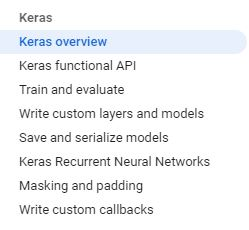 Keras
Keras overview
Keras functional API
Train and evaluate
Write custom layers and models
Save and serialize models
Keras Recurrent Neural Networks
Masking and padding
Write custom callbacks